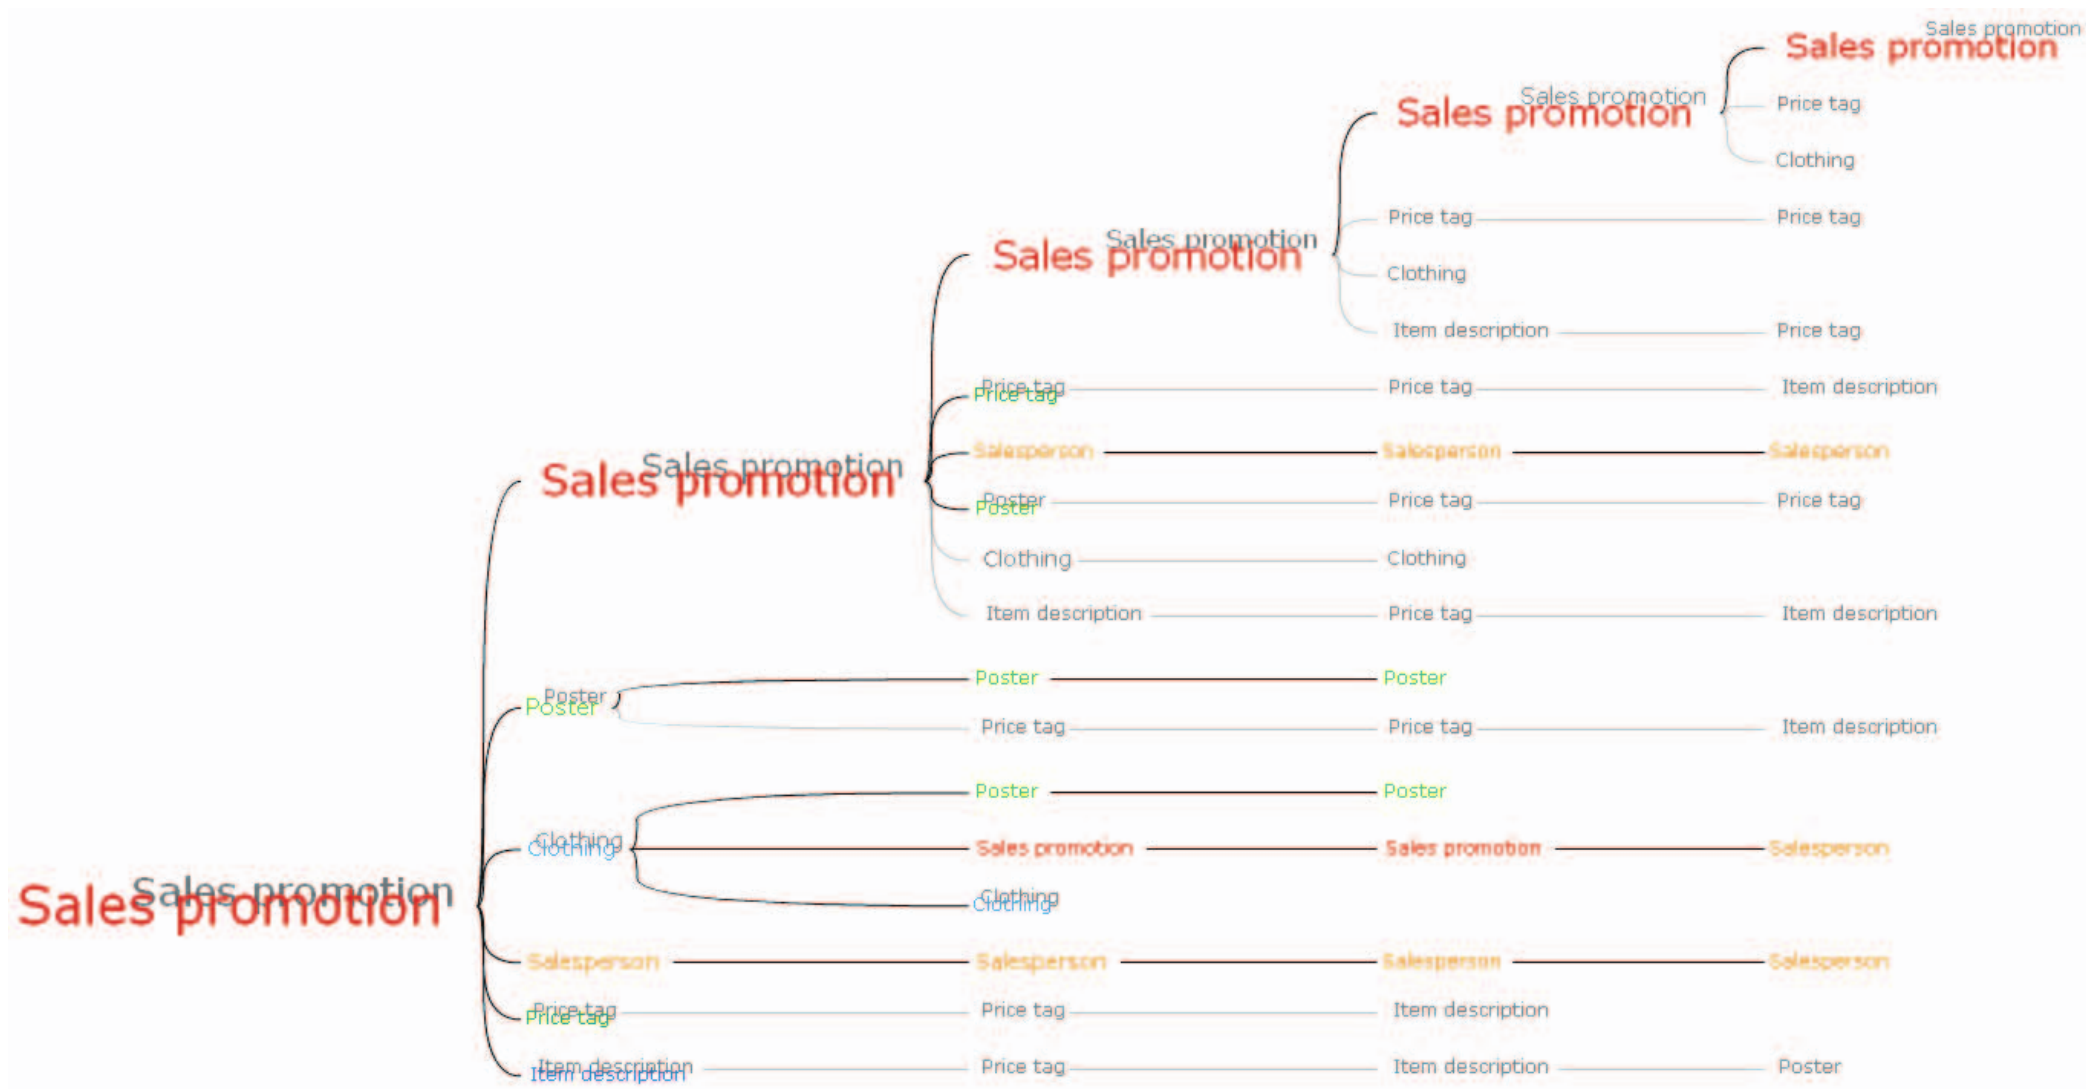 Sales promotion
Sales promotion
Sales promotion
Sales promotion
Price tag
Clothing
Price tag Price tag
Sales promotion
Sales promotion
Clothing
Item description Price tag
Price tag
Price tag Price tag Item description
Salesperson Salesperson Salesperson
Sales promotion
Sales promotion
Poster Price tag Price tag
Poster
Clothing Clothing
Item description Price tag Item description
Poster Poster
Poster
Poster
Price tag Price tag Item description
Poster Poster
Clothing
Clothing Sales promotion Sales promotion Salesperson
Sales promotion
Sales promotion
Clothing
Clothing
Salesperson Salesperson Salesperson Salesperson
Price tag Price tag Item description
Price tag
Item description Price tag Item description Poster
Item description